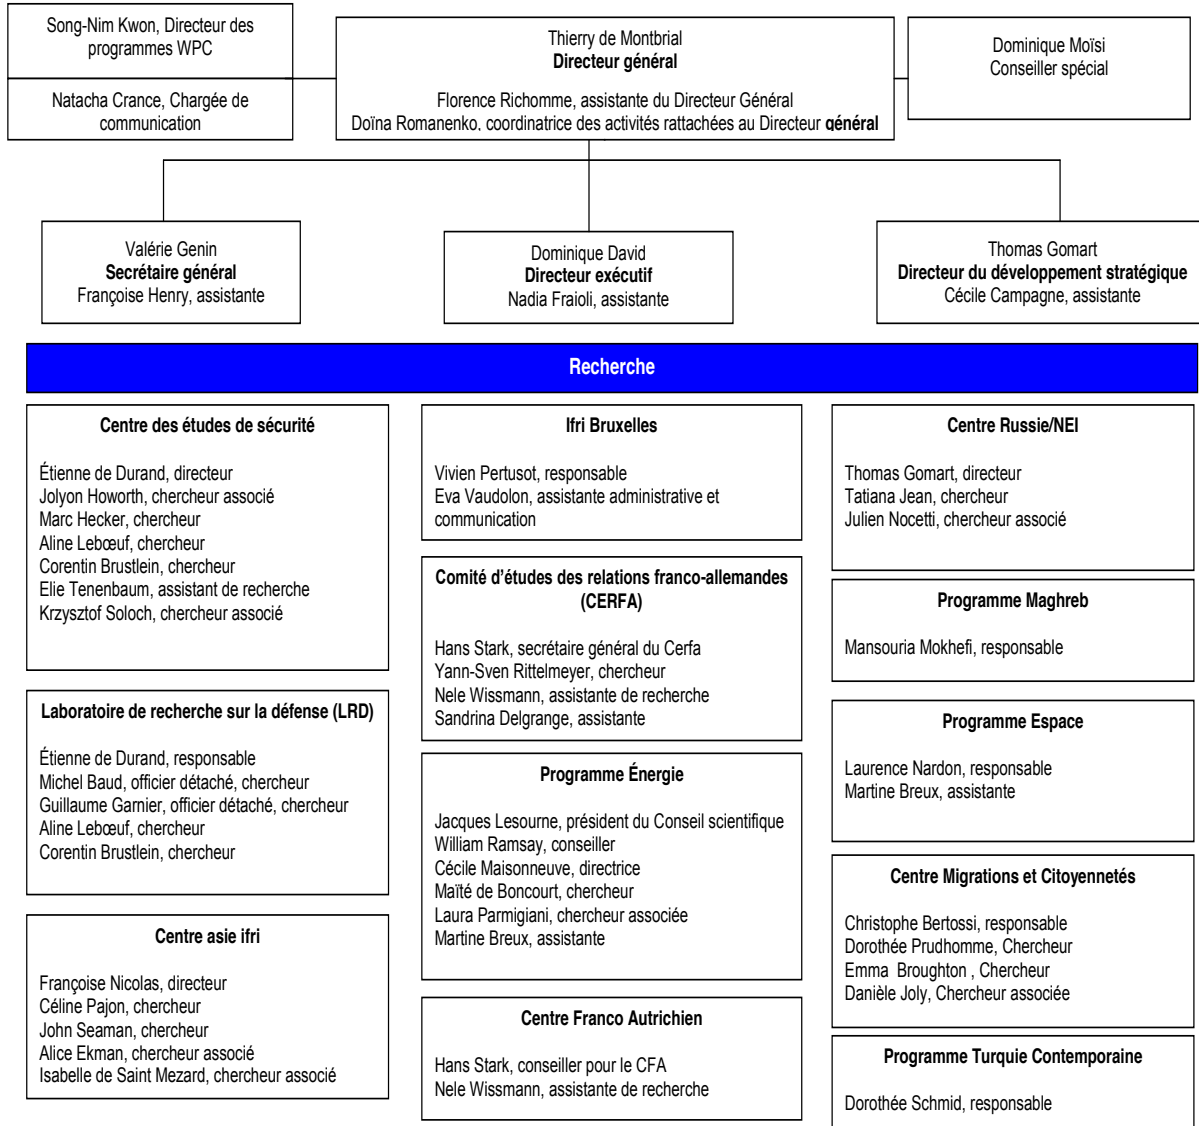 Song-Nim Kwon, Directeur des
programmes WPC
Natacha Crance, Chargée de
communication
Thierry de Montbrial
Directeur général
Florence Richomme, assistante du Directeur Général
Doïna Romanenko, coordinatrice des activités rattachées au Directeur général
Dominique Moïsi
Conseiller spécial
Valérie Genin
Secrétaire général
Françoise Henry, assistante
Dominique David
Directeur exécutif
Nadia Fraioli, assistante
Thomas Gomart
Directeur du développement stratégique
Cécile Campagne, assistante
Recherche
Centre des études de sécurité
Étienne de Durand, directeur
Jolyon Howorth, chercheur associé
Marc Hecker, chercheur
Aline Lebœuf, chercheur
Corentin Brustlein, chercheur
Elie Tenenbaum, assistant de recherche
Krzysztof Soloch, chercheur associé
Laboratoire de recherche sur la défense (LRD)
Étienne de Durand, responsable
Michel Baud, officier détaché, chercheur
Guillaume Garnier, officier détaché, chercheur
Aline Lebœuf, chercheur
Corentin Brustlein, chercheur
Centre asie ifri
Françoise Nicolas, directeur
Céline Pajon, chercheur
John Seaman, chercheur
Alice Ekman, chercheur associé
Isabelle de Saint Mezard, chercheur associé
Ifri Bruxelles
Vivien Pertusot, responsable
Eva Vaudolon, assistante administrative et
communication
Comité d'études des relations franco-allemandes
(CERFA)
Hans Stark, secrétaire général du Cerfa
Yann-Sven Rittelmeyer, chercheur
Nele Wissmann, assistante de recherche
Sandrina Delgrange, assistante
Programme Énergie
Jacques Lesourne, président du Conseil scientifique
William Ramsay, conseiller
Cécile Maisonneuve, directrice
Maïté de Boncourt, chercheur
Laura Parmigiani, chercheur associée
Martine Breux, assistante
Centre Franco Autrichien
Hans Stark, conseiller pour le CFA
Nele Wissmann, assistante de recherche
Centre Russie/NEI
Thomas Gomart, directeur
Tatiana Jean, chercheur
Julien Nocetti, chercheur associé
Programme Maghreb
Mansouria Mokhefi, responsable
Programme Espace
Laurence Nardon, responsable
Martine Breux, assistante
Centre Migrations et Citoyennetés
Christophe Bertossi, responsable
Dorothée Prudhomme, Chercheur
Emma Broughton , Chercheur
Danièle Joly, Chercheur associée
Programme Turquie Contemporaine
Dorothée Schmid, responsable